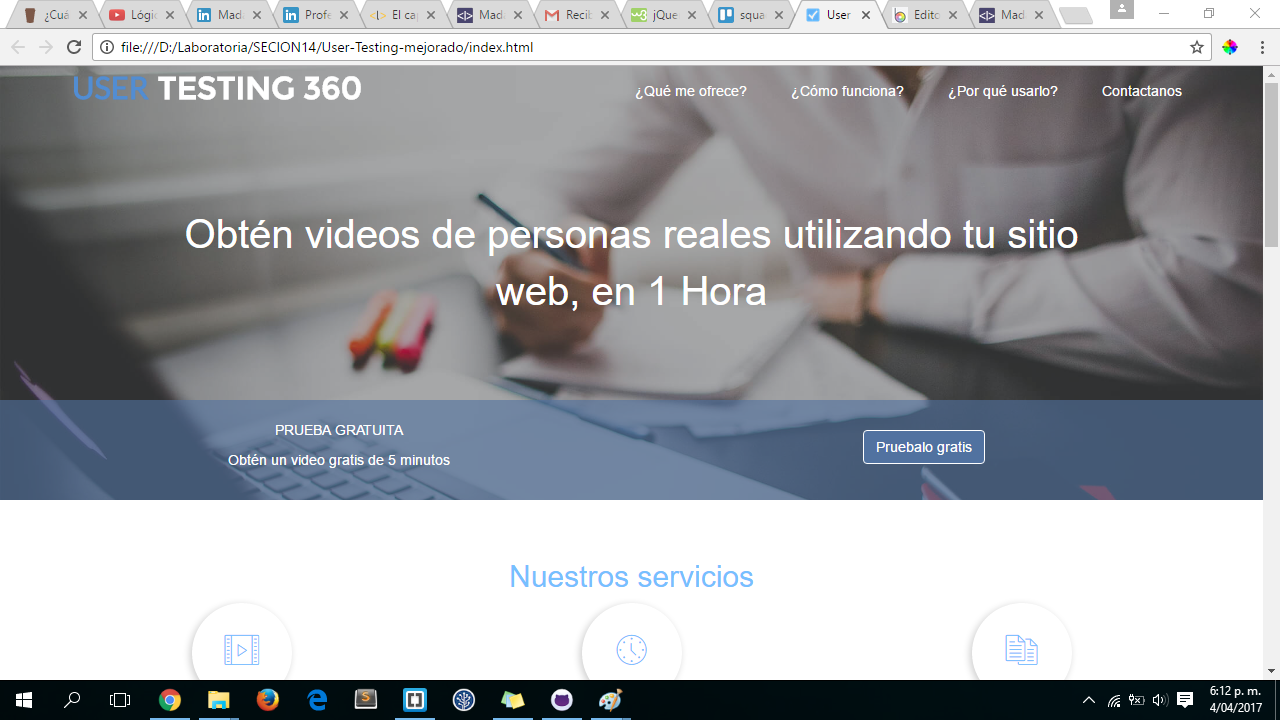 ¿Cuá
Lógic
Mada
Profe
El cap
Mada
Recib
jQue
squa
User
Edito
Mad
file:///D:/Laboratoria/SECION14/User-Testing-mejorado/index.html
USER TESTING 360
¿Qué me ofrece?
¿Cómo funciona?
¿Por qué usarlo?
Contactanos
Obtén videos de personas reales utilizando tu sitio
web, en 1 Hora
PRUEBA GRATUITA
Obtén un video gratis de 5 minutos
Pruebalo gratis
Nuestros servicios
6:12 p. m.
4/04/2017